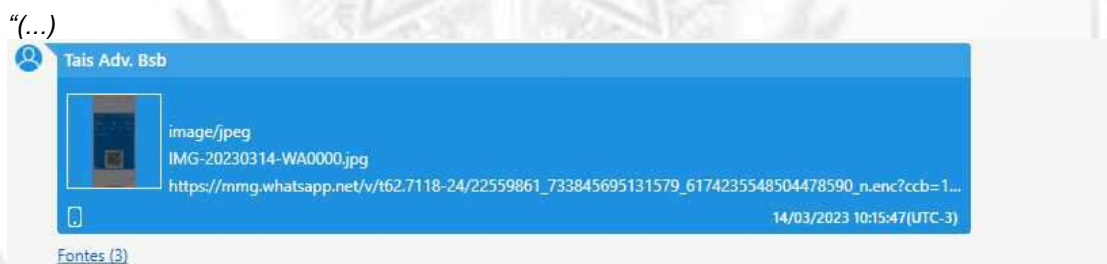 “(...)
Tais Adv. Bsb
image/jpeg
IMG-20230314-WA0000.jpg
https://mmg.whatsapp.net/v/t62.7118-24/22559861_733845695131579_6174235548504478590_n.enc?ccb=1...
14/03/2023 10:15:47(UTC-3)
Fontes (3)